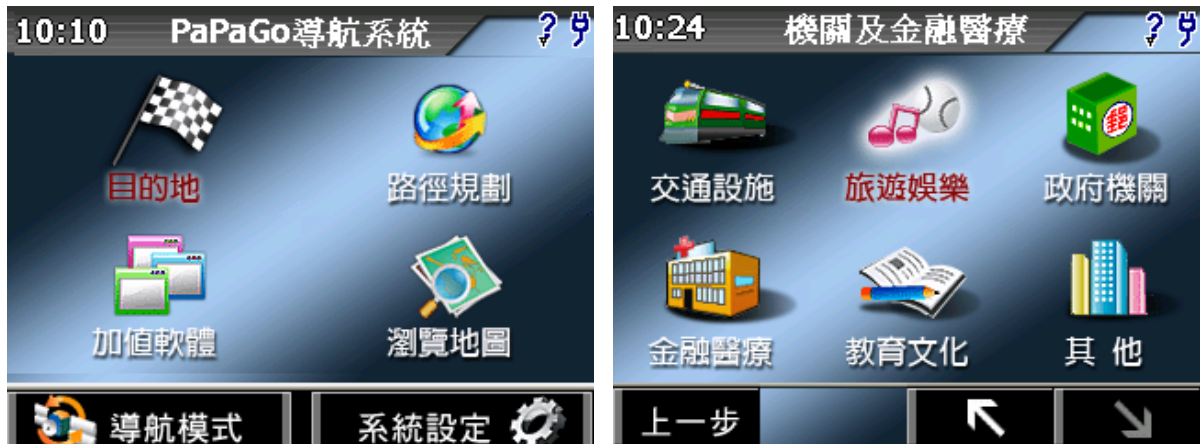 10:10 PaPaGo導航系統 ?
目的地 路徑規劃
加值軟體 瀏覽地圖
導航模式 系統設定
10:24 機關及金融醫療 ?
交通設施 旅遊娛樂 政府機關
郵
金融醫療 教育文化 其 他
上一步